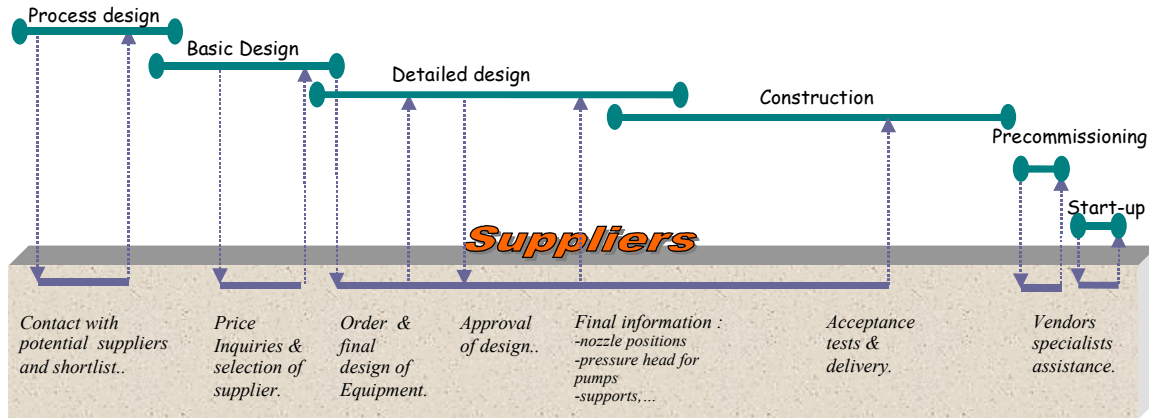 Process design
Basic Design
Detailed design
Construction
Precommissioning
Start-up
Suppliers
Contact with
potential suppliers
and shortlist..
Price
Inquiries &
selection of
supplier.
Order &
final
design of
Equipment.
Approval
of design..
Final information :
-nozzle positions
-pressure head for
pumps
-supports,...
Acceptance
tests &
delivery.
Vendors
specialists
assistance.